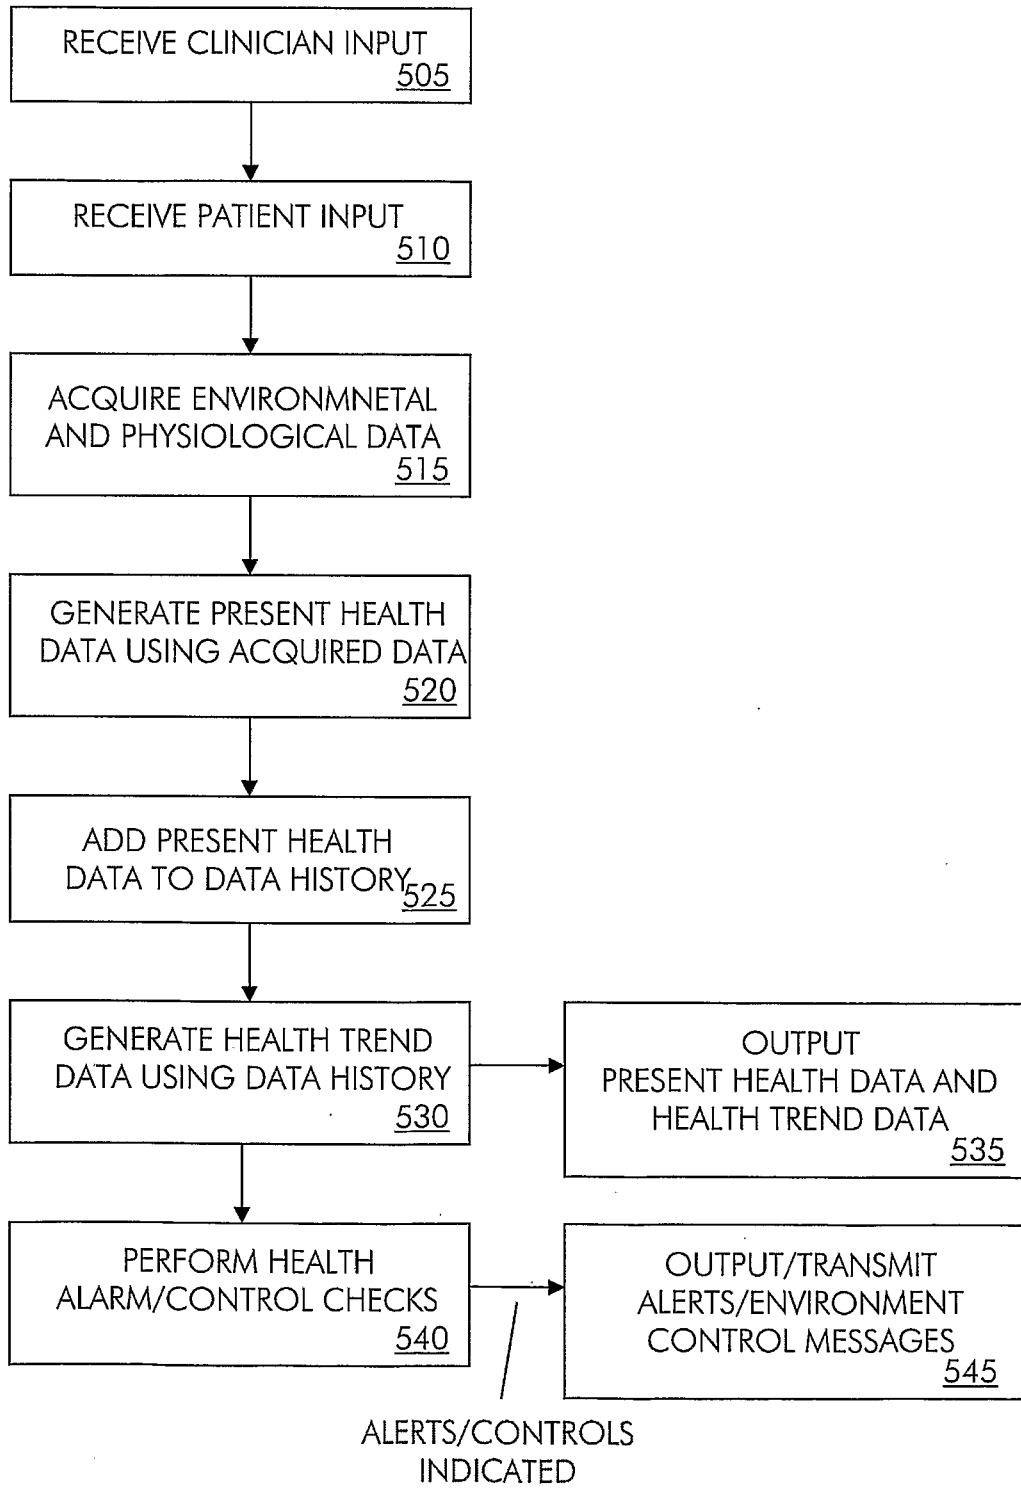 RECEIVE CLINICIAN INPUT
505
RECEIVE PATIENT INPUT
510
ACQUIRE ENVIRONMNETAL
AND PHYSIOLOGICAL DATA
515
GENERATE PRESENT HEALTH
DATA USING ACQUIRED DATA
520
ADD PRESENT HEALTH
DATA TO DATA HISTORY
525
GENERATE HEALTH TREND
DATA USING DATA HISTORY
530
OUTPUT
PRESENT HEALTH DATA AND
HEALTH TREND DATA
535
PERFORM HEALTH
ALARM/CONTROL CHECKS
540
OUTPUT/TRANSMIT
ALERTS/ENVIRONMENT
CONTROL MESSAGES
545
ALERTS/CONTROLS
INDICATED